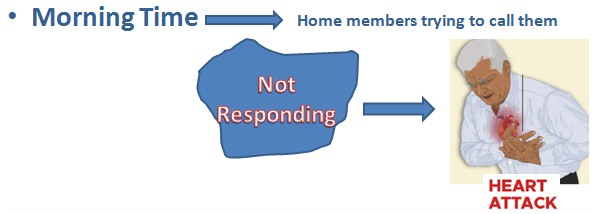 • Morning Time
Home members trying to call them
Not
Responding
HEART
ATTACK